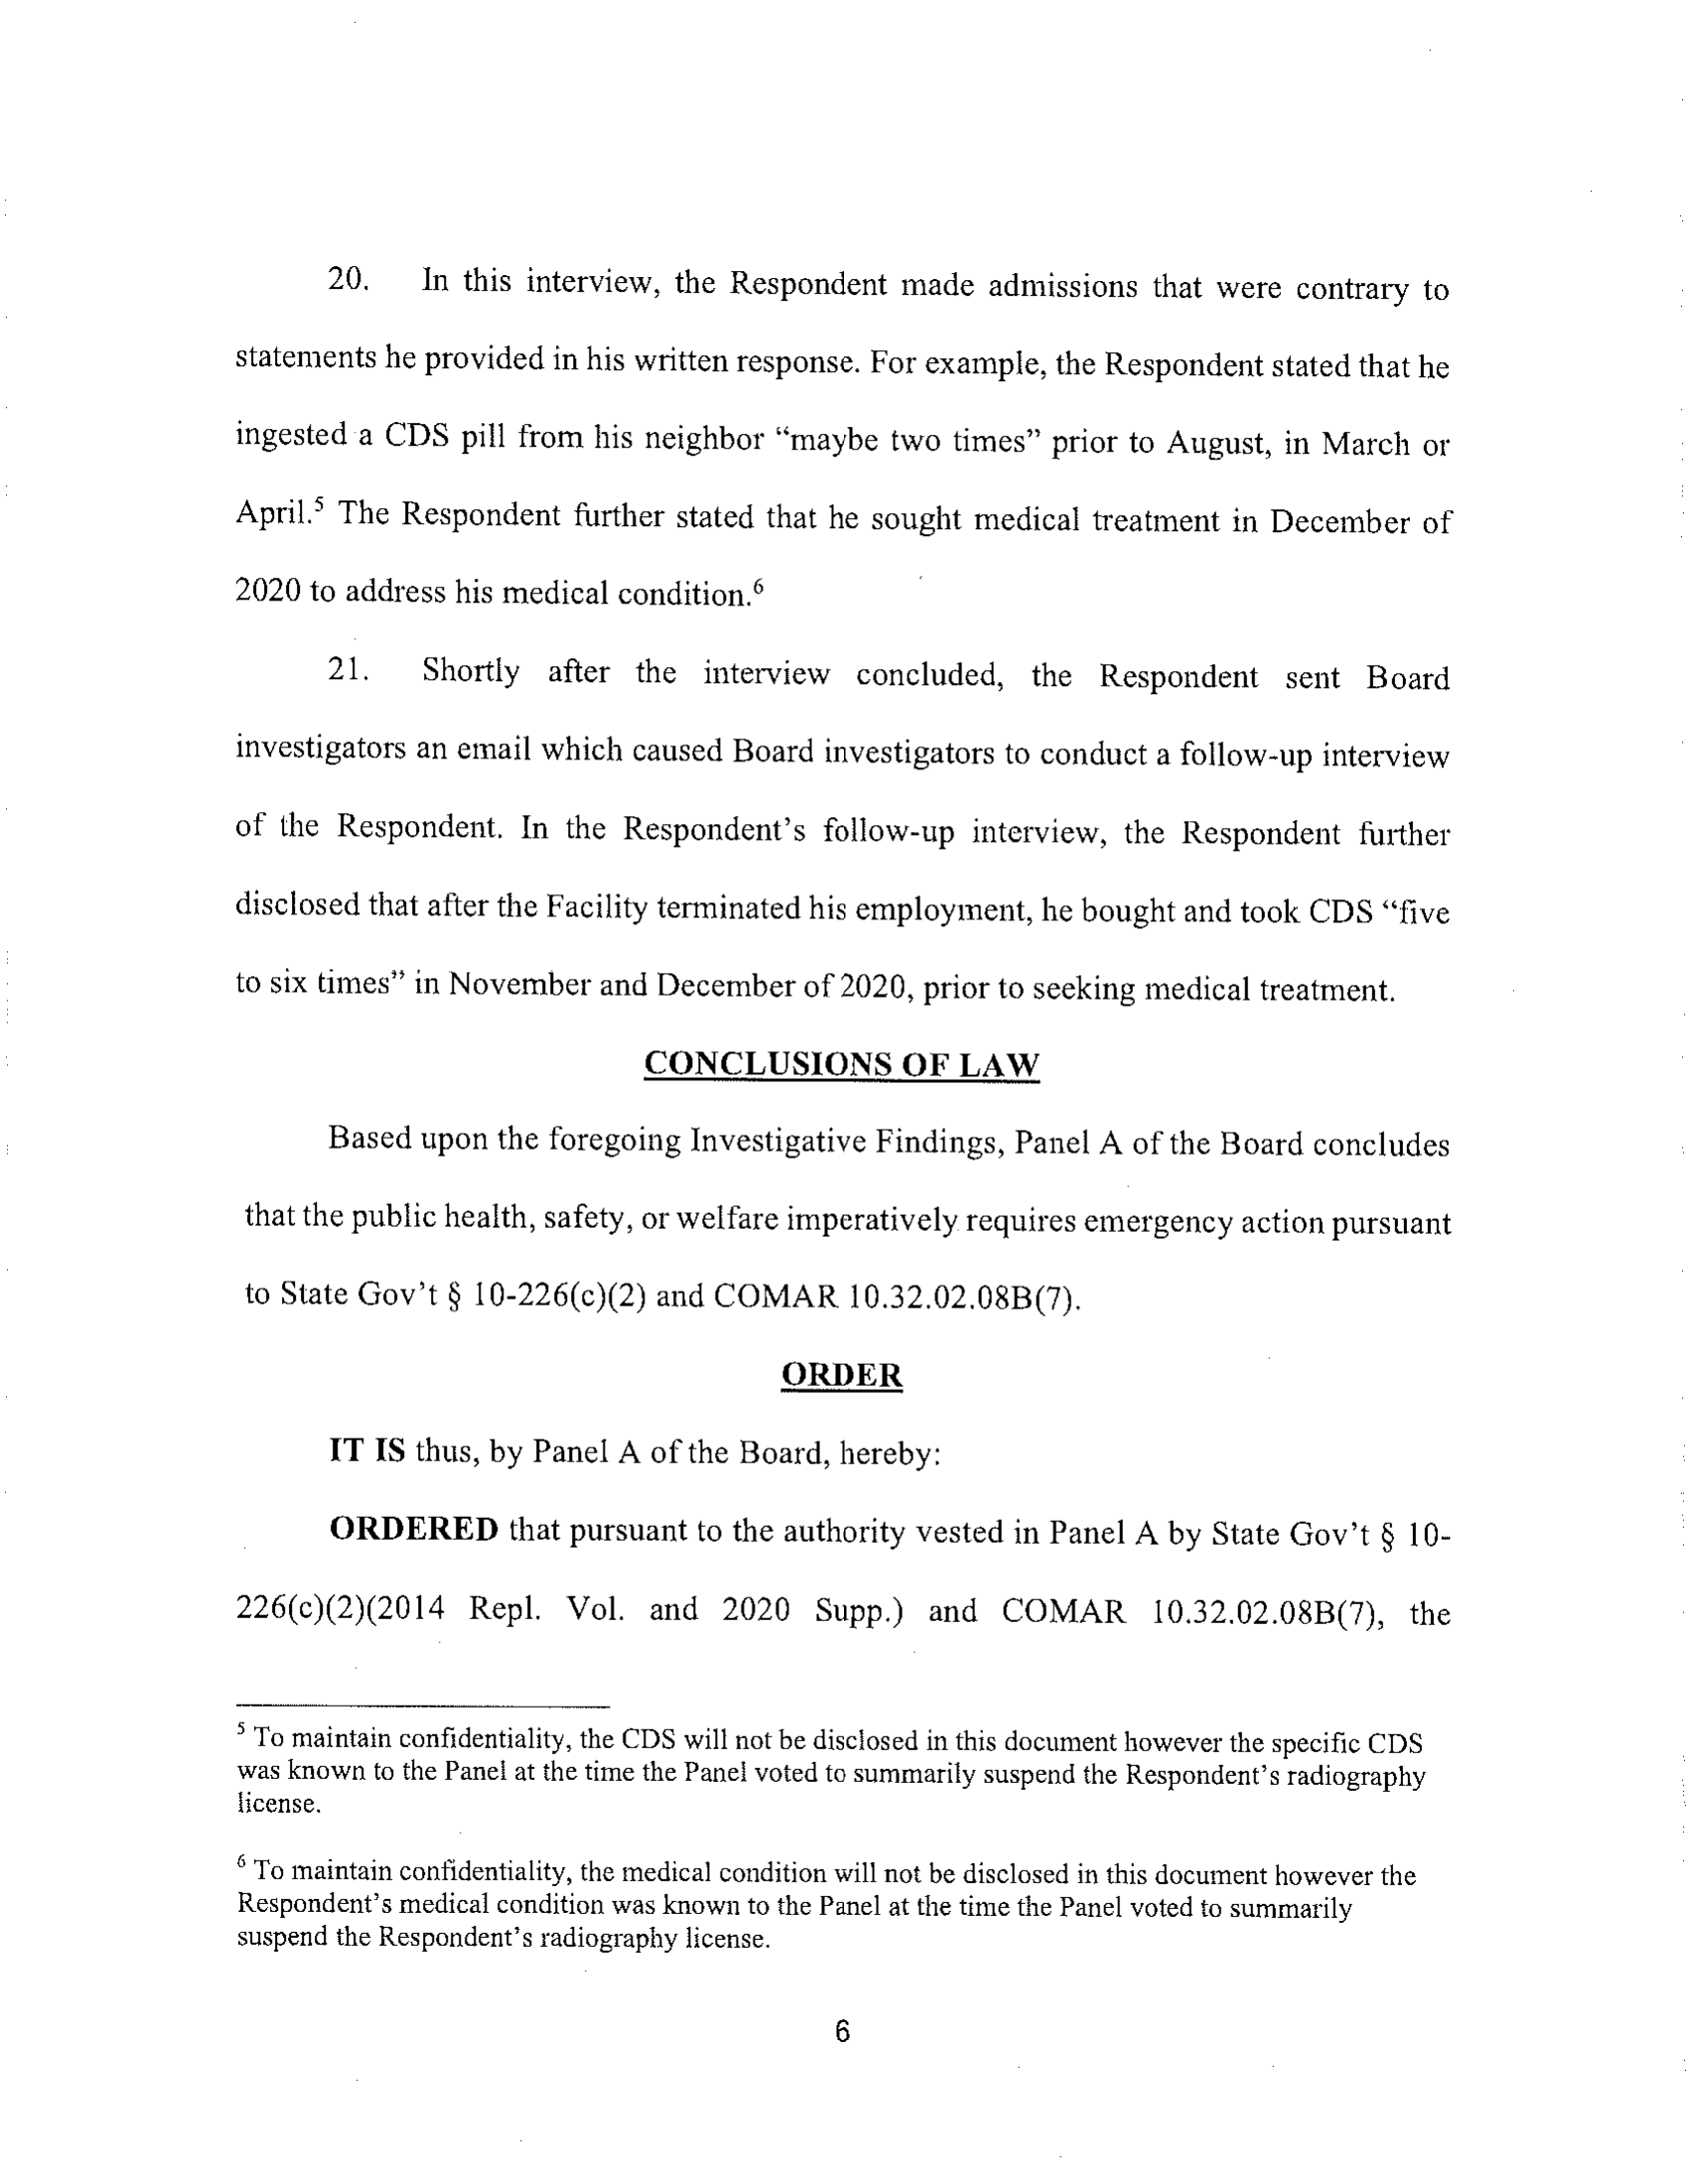 20. In this interview, the Respondent made admissions that were contrary to
statements he provided in his written response. For example, the Respondent stated that he
ingested a CDS pill from his neighbor “maybe two times” prior to August, in March or
April.⁵ The Respondent further stated that he sought medical treatment in December of
2020 to address his medical condition.⁶
21. Shortly after the interview concluded, the Respondent sent Board
investigators an email which caused Board investigators to conduct a follow-up interview
of the Respondent. In the Respondent’s follow-up interview, the Respondent further
disclosed that after the Facility terminated his employment, he bought and took CDS “five
to six times” in November and December of 2020, prior to seeking medical treatment.
CONCLUSIONS OF LAW
Based upon the foregoing Investigative Findings, Panel A of the Board concludes
that the public health, safety, or welfare imperatively requires emergency action pursuant
to State Gov’t § 10-226(c)(2) and COMAR 10.32.02.08B(7).
ORDER
IT IS thus, by Panel A of the Board, hereby:
ORDERED that pursuant to the authority vested in Panel A by State Gov’t § 10-
226(c)(2)(2014 Repl. Vol. and 2020 Supp.) and COMAR 10.32.02.08B(7), the
⁵ To maintain confidentiality, the CDS will not be disclosed in this document however the specific CDS
was known to the Panel at the time the Panel voted to summarily suspend the Respondent’s radiography
license.
⁶ To maintain confidentiality, the medical condition will not be disclosed in this document however the
Respondent’s medical condition was known to the Panel at the time the Panel voted to summarily
suspend the Respondent’s radiography license.
6